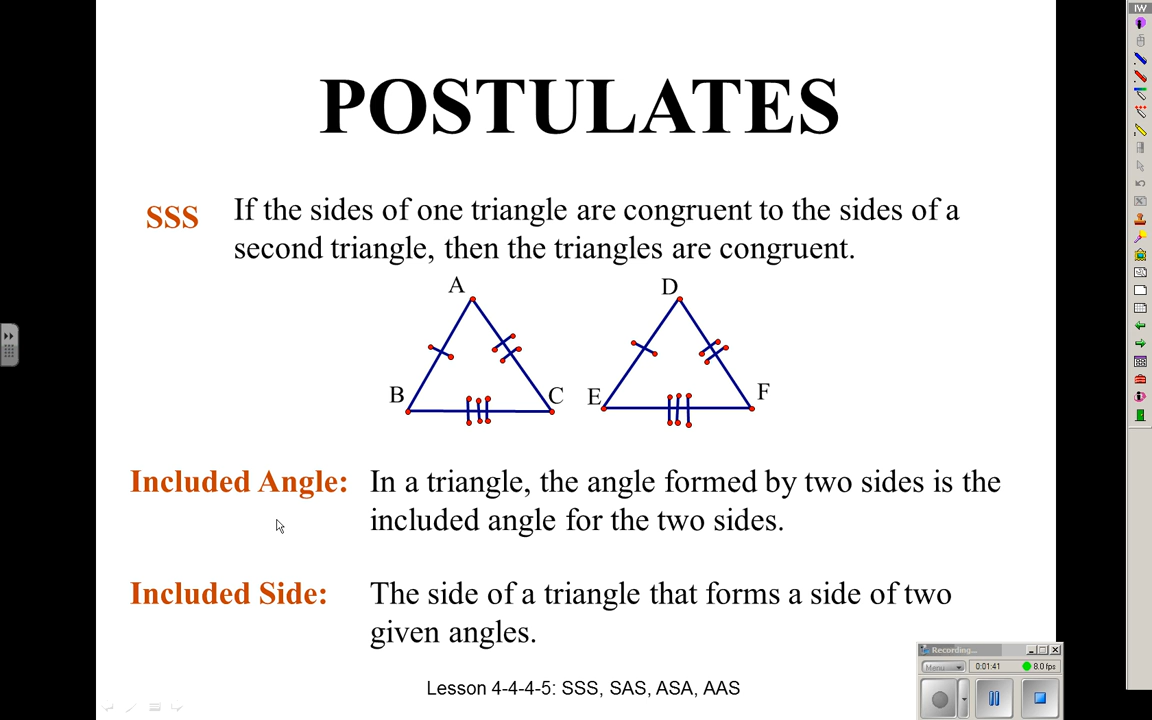 IW
POSTULATES
SSS
If the sides of one triangle are congruent to the sides of a
second triangle, then the triangles are congruent.
A
D
B
C
E
F
Included Angle: In a triangle, the angle formed by two sides is the
included angle for the two sides.
Included Side: The side of a triangle that forms a side of two
given angles.
Recording...
Menu
0:01:41
8.0 fps
Lesson 4-4-4-5: SSS, SAS, ASA, AAS